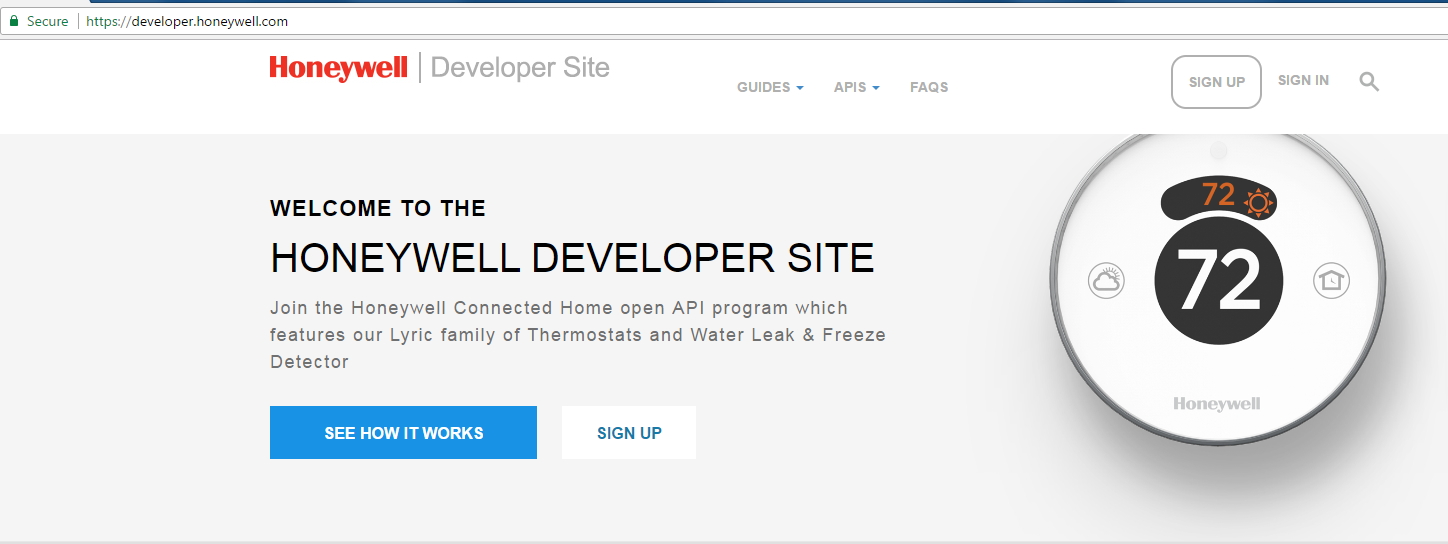 Secure
https://developer.honeywell.com
Honeywell Developer Site
GUIDES APIS FAQS
SIGN UP SIGN IN
WELCOME TO THE
HONEYWELL DEVELOPER SITE
Join the Honeywell Connected Home open API program which
features our Lyric family of Thermostats and Water Leak & Freeze
Detector
SEE HOW IT WORKS
SIGN UP
72
72
Honeywell